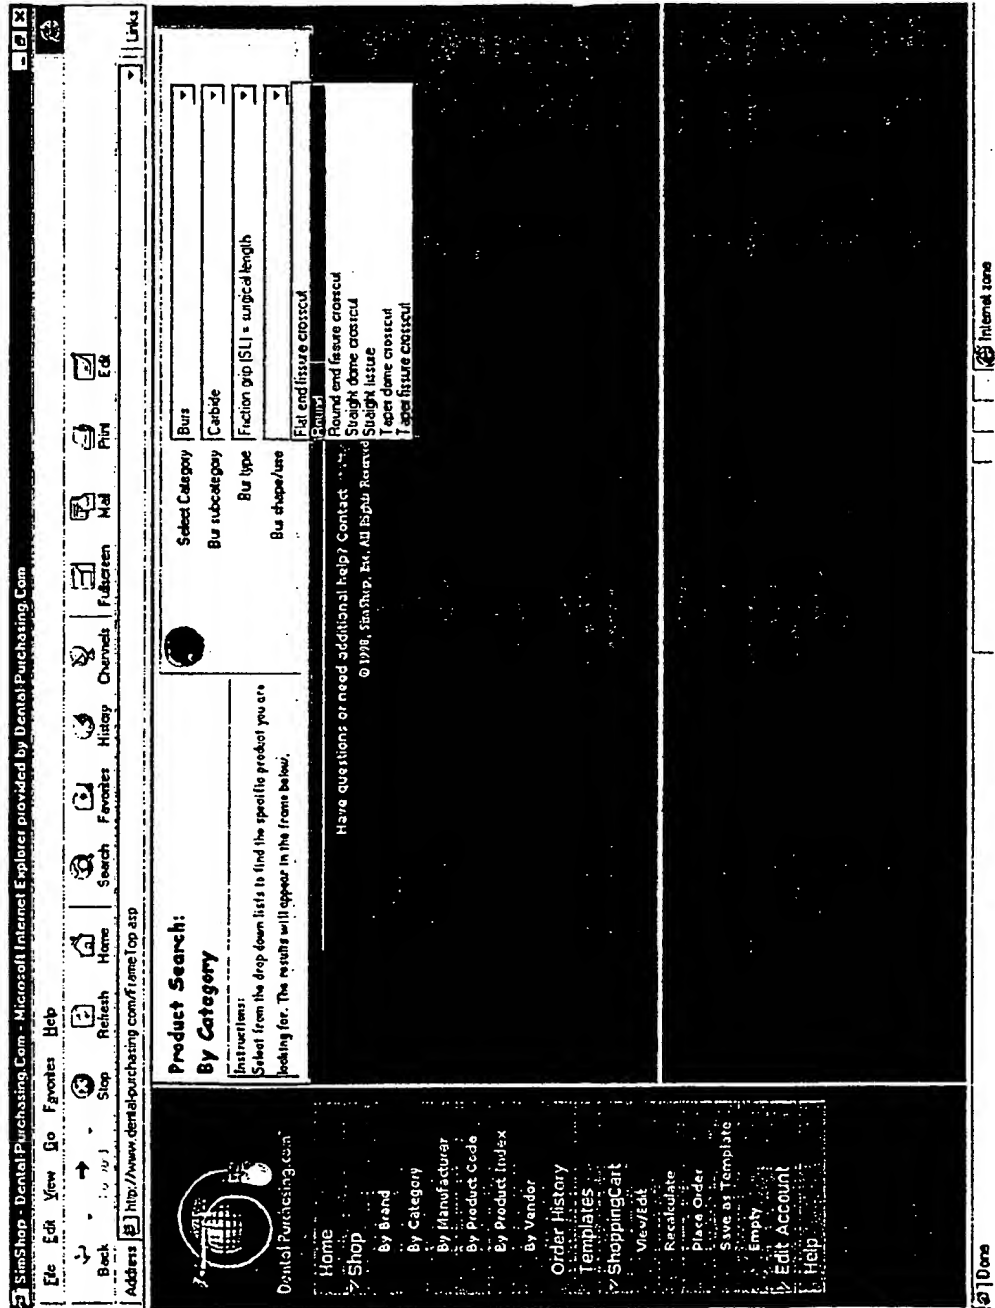 SimShop - Dental-Purchasing.Com - Microsoft Internet Explorer provided by Dental-Purchasing.Com
File Edit View Go Favorites Help
Back Stop Refresh Home Search Favorites History Channels Fullscreen Mail Print Edit
Address http://www.dental-purchasing.com/FrameTop.asp Links
Dental Purchasing.com
Home
Shop
By Brand
By Category
By Manufacturer
By Product Code
By Product Index
By Vendor
Order History
Templates
ShoppingCart
View/Edit
Recalculate
Place Order
Save as Template
Empty
Edit Account
Help
Product Search:
By Category
Instructions:
Select from the drop down lists to find the specific product you are
looking for. The results will appear in the frame below.
Select Category Burs
Bur subcategory Carbide
Bur type Friction grip (SL) = surgical length
Bur shape/use
Flat end fissure crosscut
Round
Round end fissure crosscut
Straight dome crosscut
Straight fissure
Taper dome crosscut
Taper fissure crosscut
Have questions or need additional help? Contact
© 1998, SimShop, Inc. All Rights Reserved
Done Internet zone